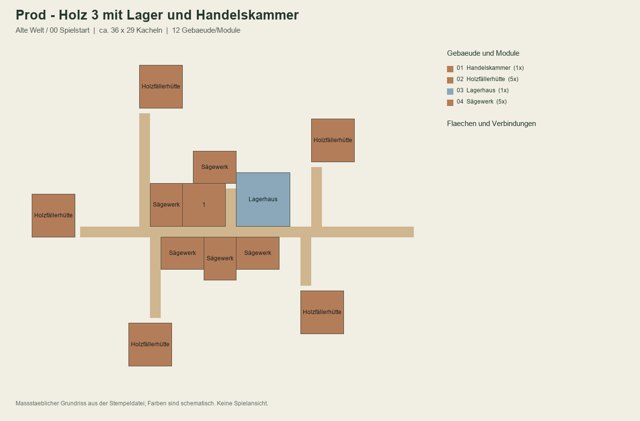 Prod - Holz 3 mit Lager und Handelskammer
Alte Welt / 00 Spielstart | ca. 36 x 29 Kacheln | 12 Gebaeude/Module
Gebaeude und Module
01 Handelskammer (1x)
02 Holzfällerhütte (5x)
03 Lagerhaus (1x)
04 Sägewerk (5x)
Flaechen und Verbindungen
Holzfällerhütte
Holzfällerhütte
Sägewerk
Sägewerk
1
Lagerhaus
Holzfällerhütte
Sägewerk
Sägewerk
Sägewerk
Holzfällerhütte
Holzfällerhütte
Massstaeblicher Grundriss aus der Stempeldatei; Farben sind schematisch. Keine Spielansicht.